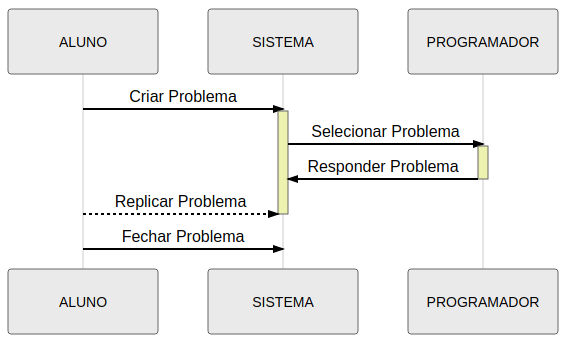 ALUNO
SISTEMA
PROGRAMADOR
Criar Problema
Selecionar Problema
Responder Problema
Replicar Problema
Fechar Problema
ALUNO
SISTEMA
PROGRAMADOR